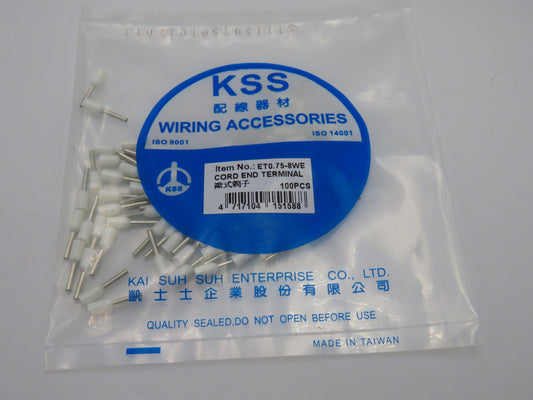 KSS
配線器材
WIRING ACCESSORIES
ISO 9001
ISO 14001
KSS
Item No.: ET0.75-8WE
CORD END TERMINAL
歐式鋼子
100PCS
4 717104 151588
KAI SUH SUH ENTERPRISE CO., LTD.
凱士士企業股份有限公司
QUALITY SEALED,DO NOT OPEN BEFORE USE
MADE IN TAIWAN